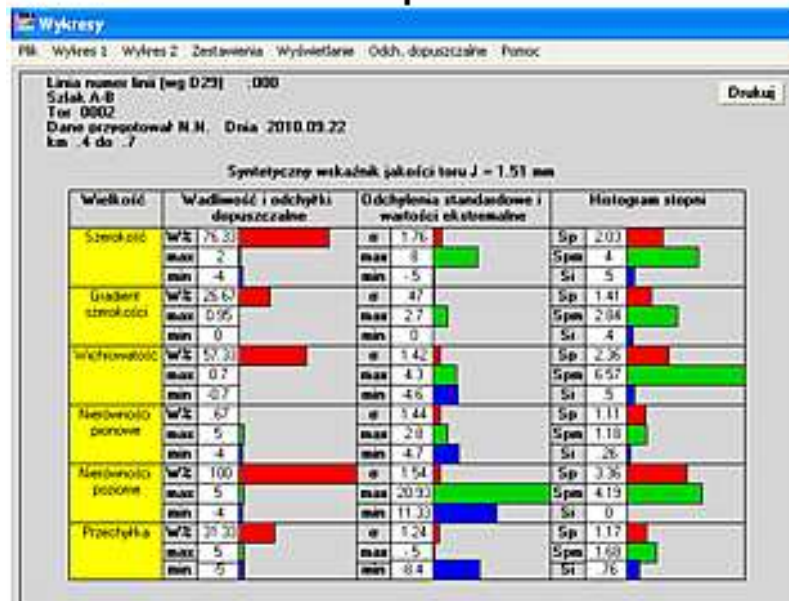 Wykresy
Plik Wykres 1 Wykres 2 Zestawienia Wyświetlanie Odch. dopuszczalne Pomoc
Linia numer linii (wg D29) .000
Szlak A-B
Tor 0002
Dane przygotował N.N. Dnia 2010.09.22
km .4 do .7
Drukuj
Syntetyczny wskaźnik jakości toru J = 1.51 mm
Wielkość Wadliwość i odchyłki dopuszczalne Odchylenia standardowe i wartości ekstremalne Histogram stopni
Szerokość W% 76.33 σ 1.76 Sp 2.03
max 2 max 8 Spm 4
min -4 min -5 Si .5
Gradient szerokości W% 26.67 σ .47 Sp 1.41
max 0.95 max 2.7 Spm 2.84
min 0 min 0 Si .4
Wichrowatość W% 57.33 σ 1.42 Sp 2.36
max 0.7 max 4.3 Spm 6.57
min -0.7 min -4.6 Si .5
Nierówności pionowe W% .67 σ 1.44 Sp 1.11
max 5 max 2.8 Spm 1.18
min -4 min -4.7 Si .26
Nierówności poziome W% 100 σ 1.54 Sp 3.36
max 5 max 20.93 Spm 4.19
min -4 min 11.33 Si 0
Przechyłka W% 31.33 σ 1.24 Sp 1.17
max 5 max -.5 Spm 1.68
min -5 min -8.4 Si .76